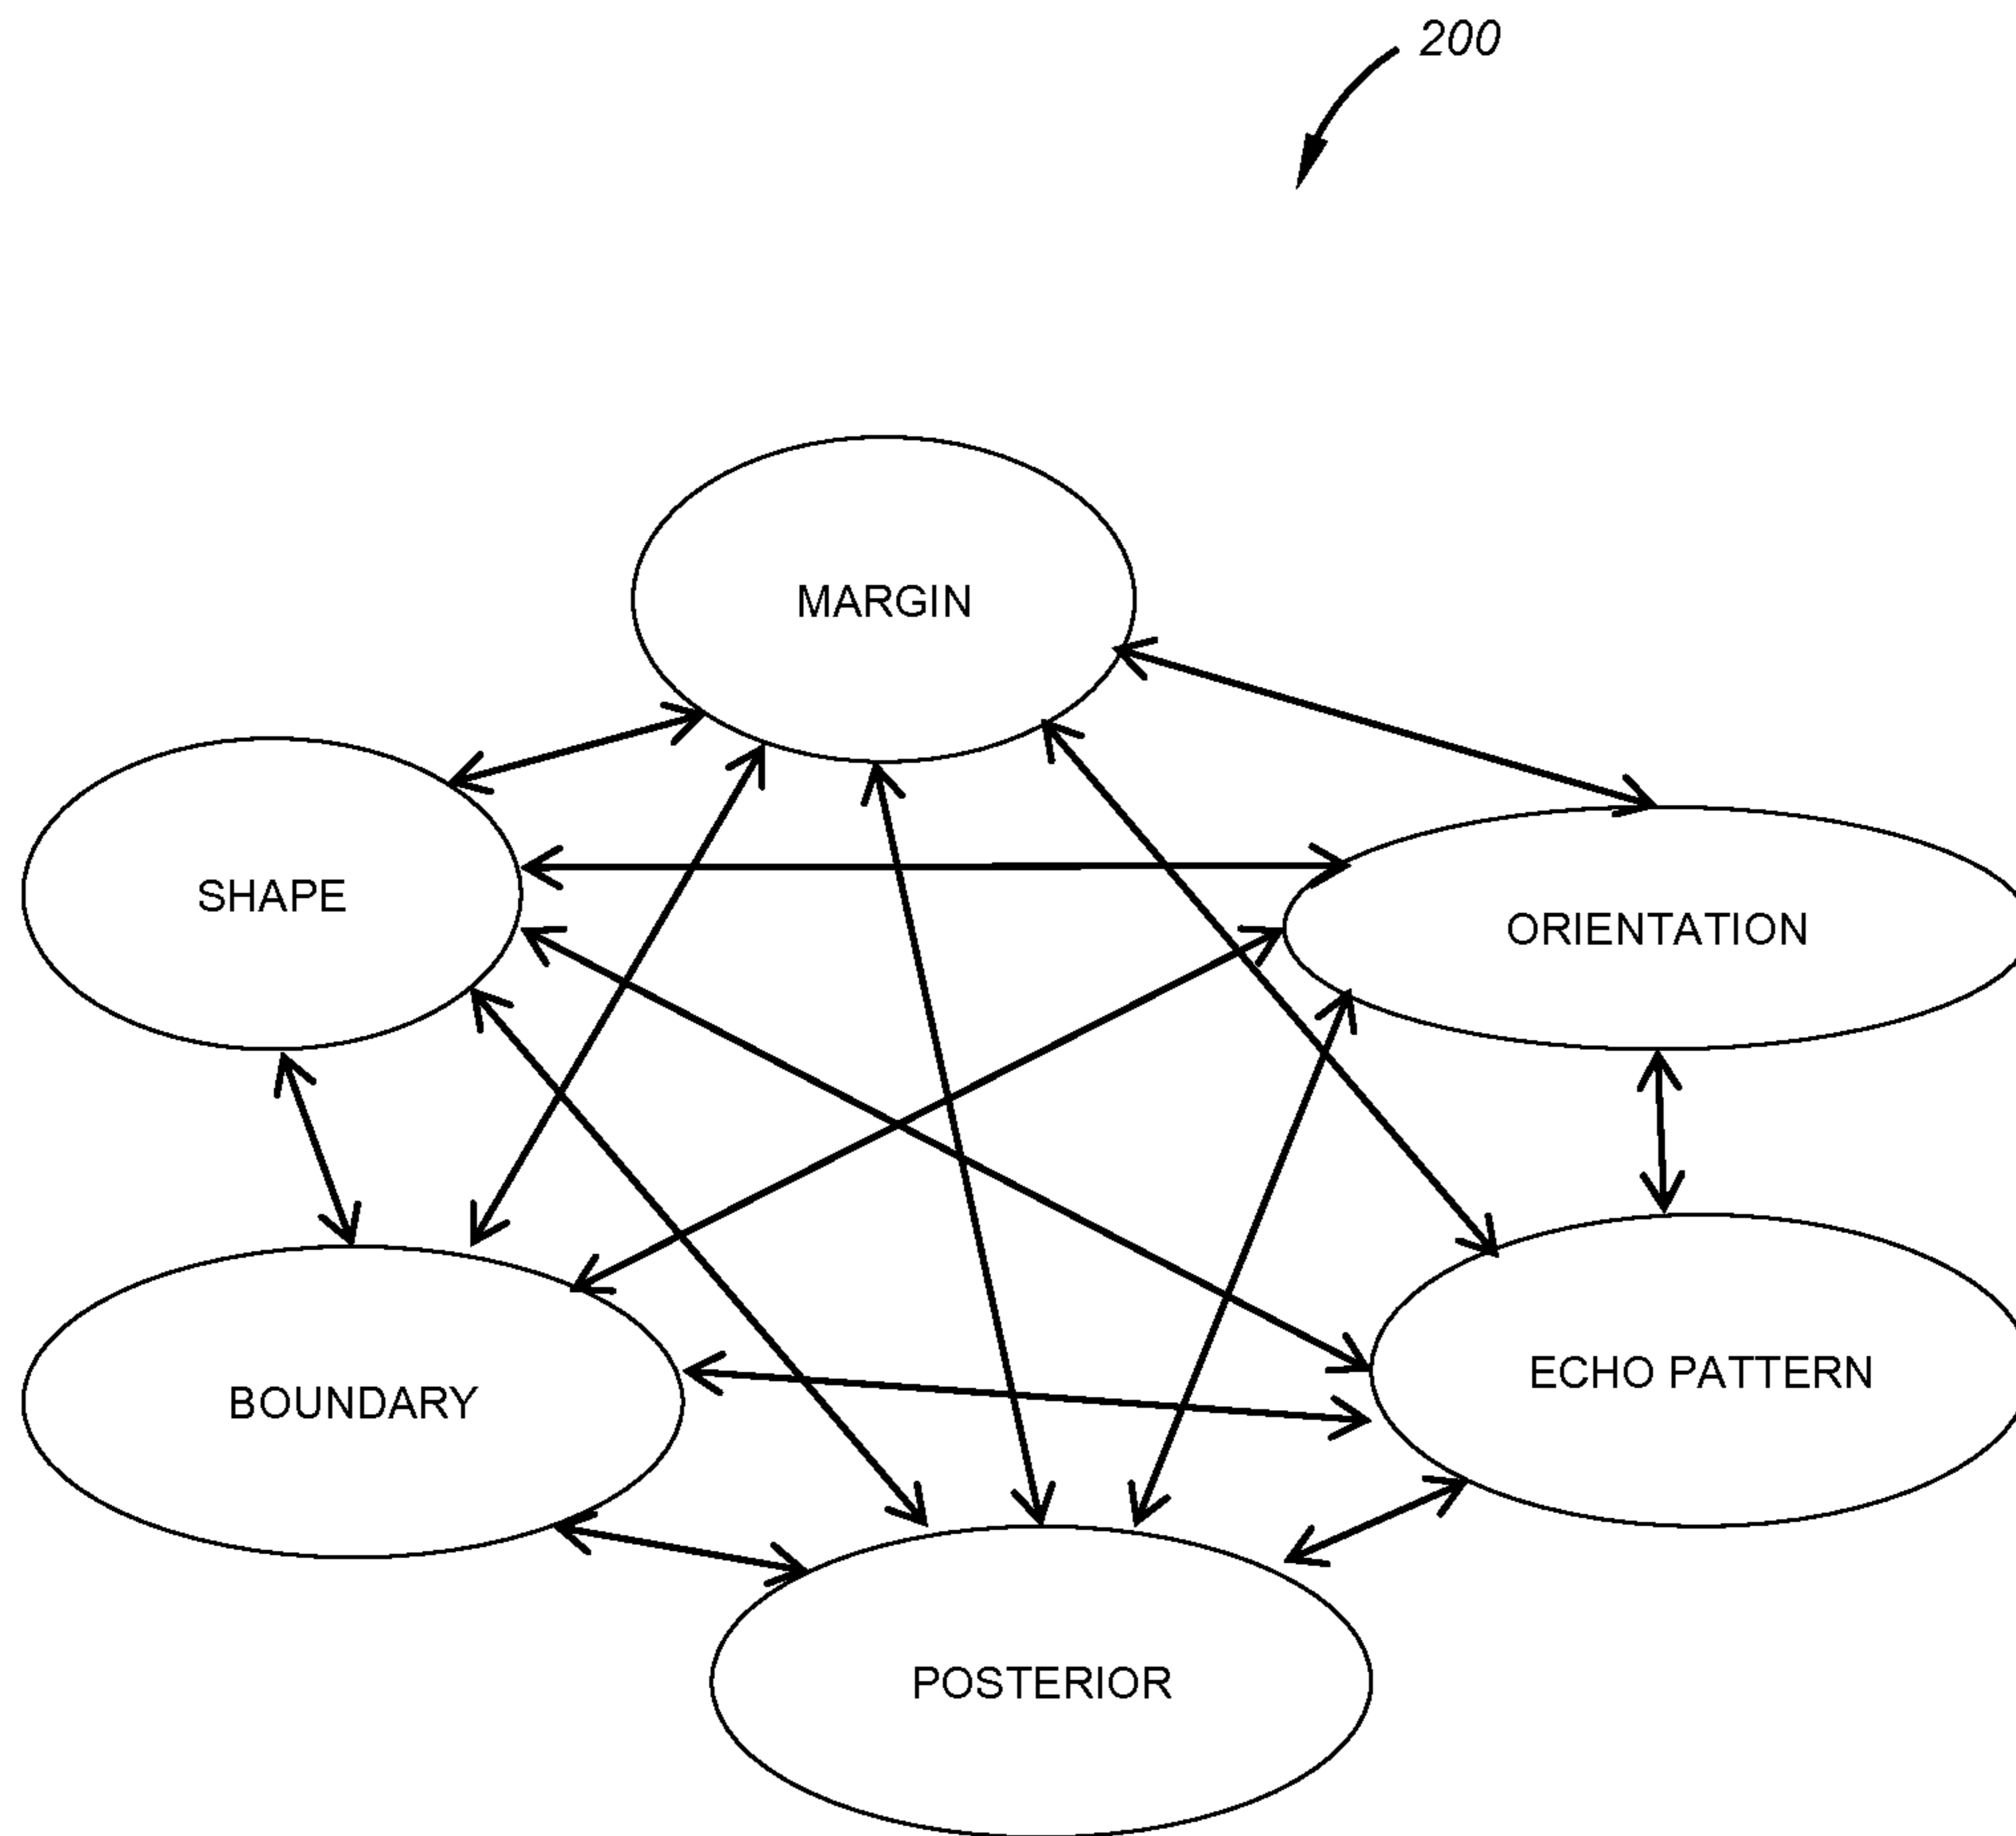 200
MARGIN
SHAPE
ORIENTATION
ECHO PATTERN
BOUNDARY
POSTERIOR